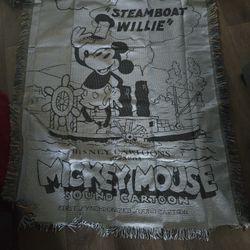 "STEAMBOAT
WILLIE"
DISNEY CARTOONS
MICKEY MOUSE
SOUND CARTOON